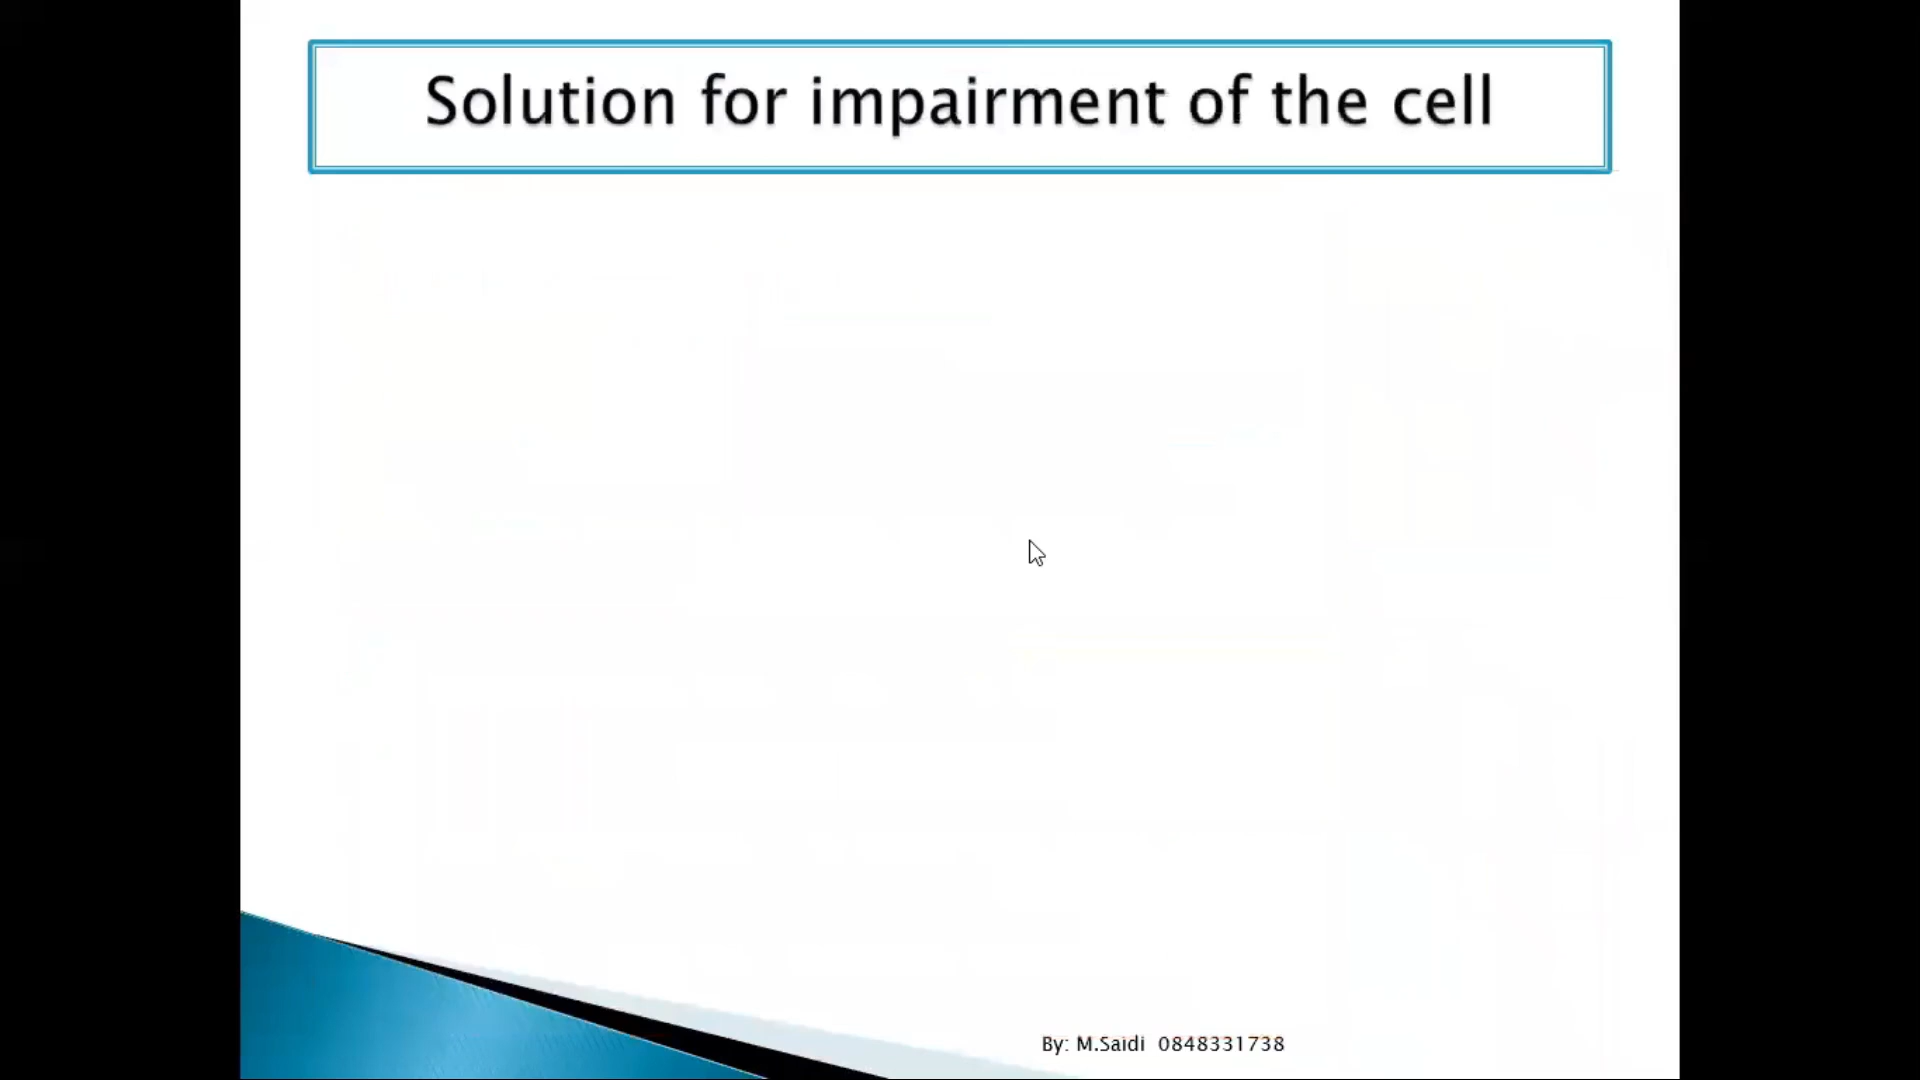 Solution for impairment of the cell
By: M.Saidi 0848331738